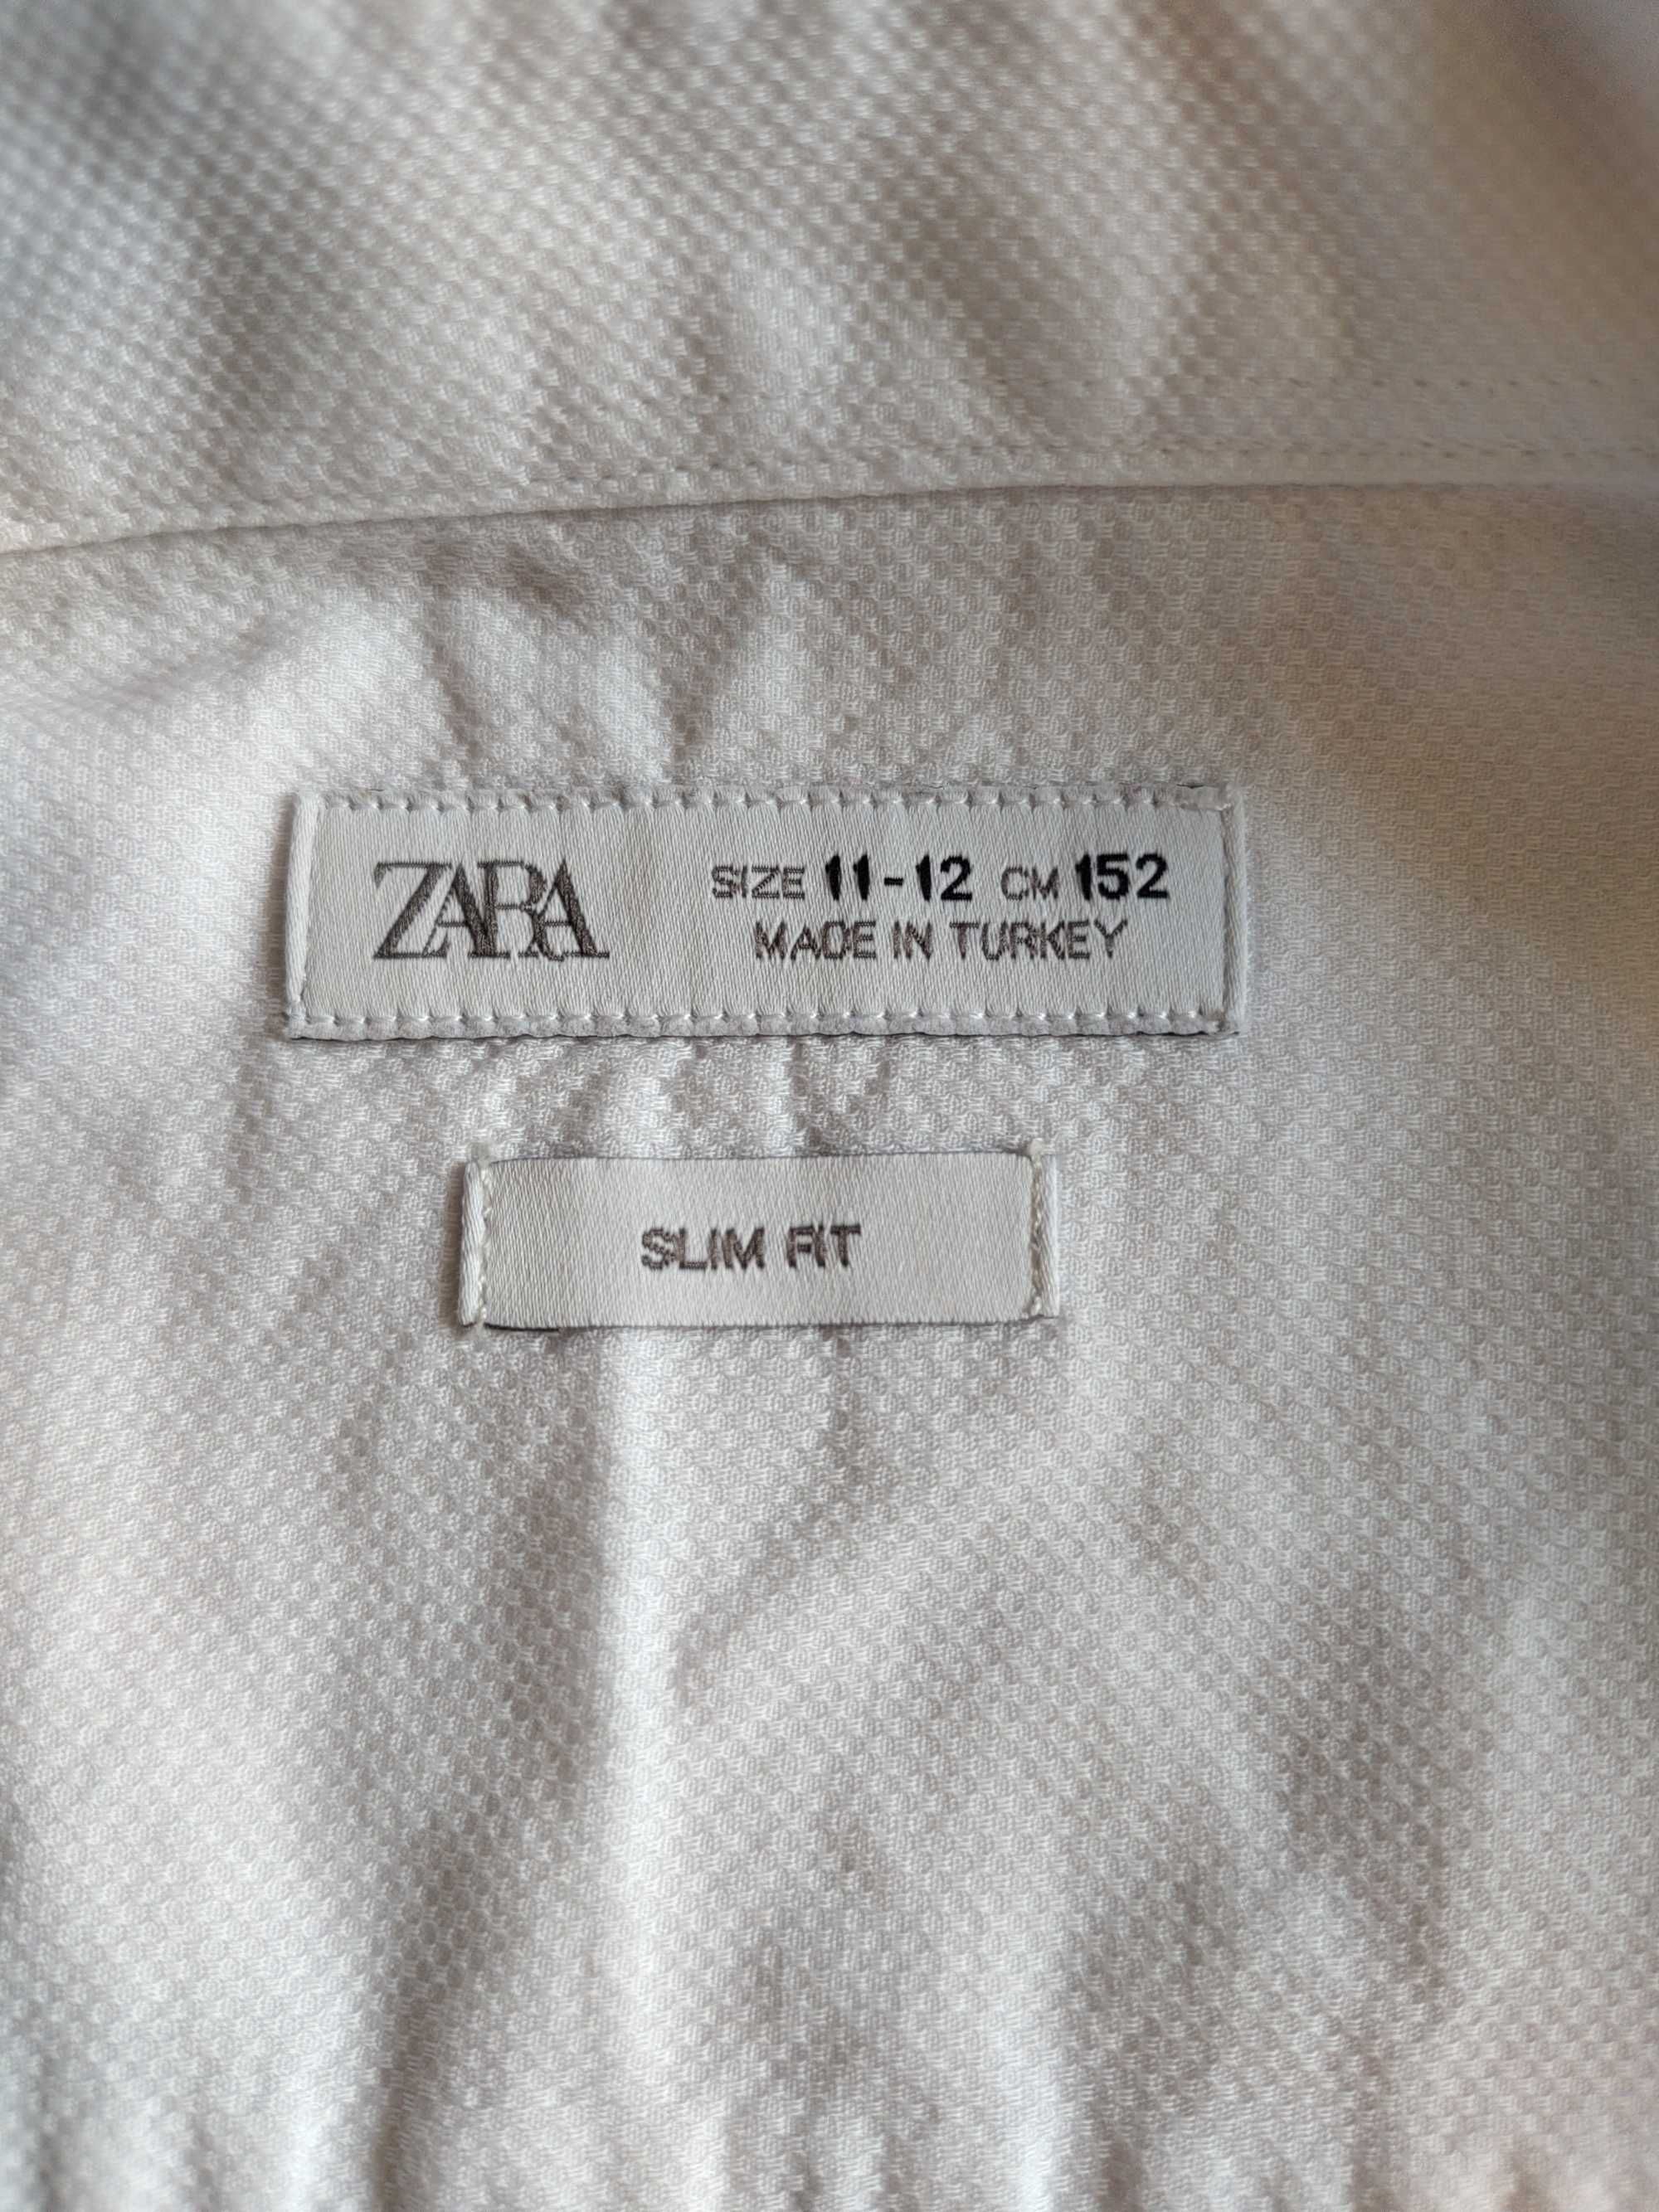 ZARA
SIZE 11-12 CM 152
MADE IN TURKEY
SLIM FIT